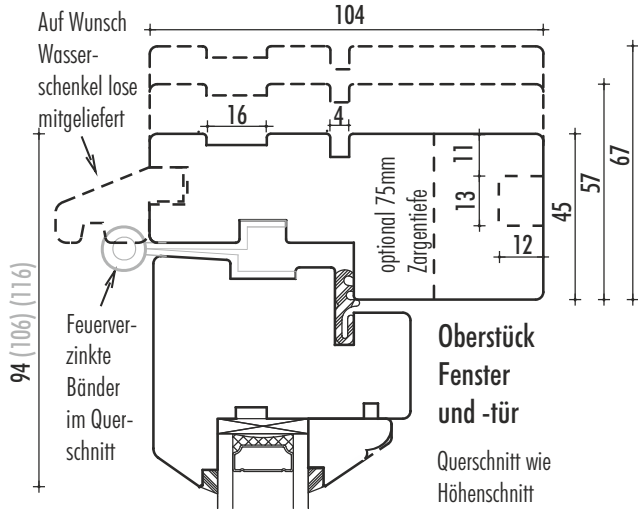 104
Auf Wunsch
Wasser-
schenkel lose
mitgeliefert
16
4
11
13
12
45
57
67
optional 75mm
Zargentiefe
94 (106) (116)
Feuerver-
zinkte
Bänder
im Quer-
schnitt
Oberstück
Fenster
und -tür
Querschnitt wie
Höhenschnitt